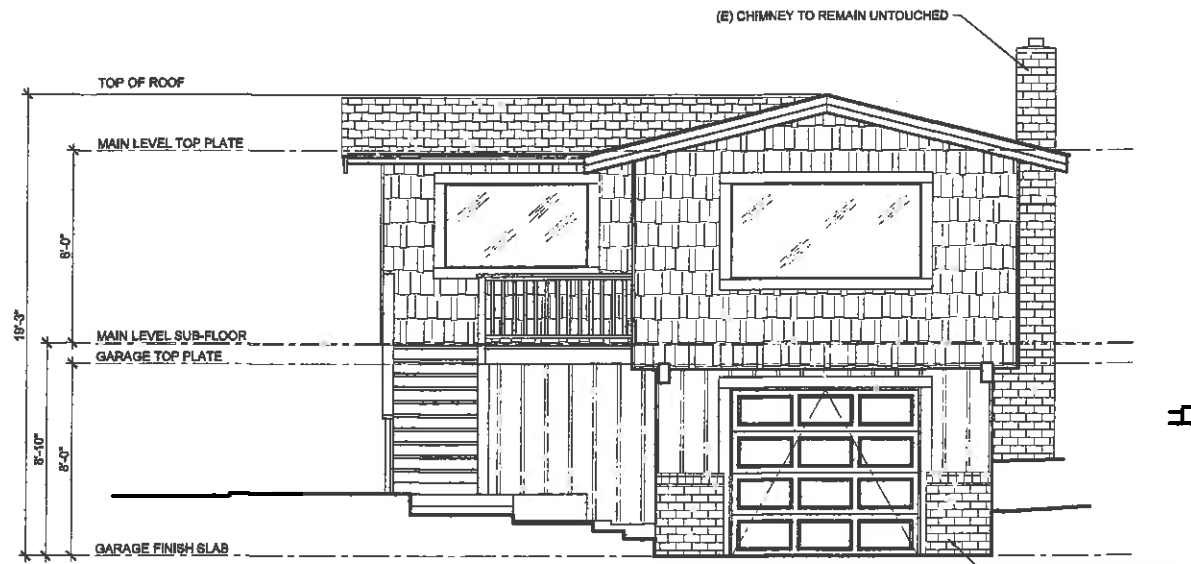 (E) CHIMNEY TO REMAIN UNTOUCHED
TOP OF ROOF
MAIN LEVEL TOP PLATE
8'-0"
19'-3"
MAIN LEVEL SUB-FLOOR
GARAGE TOP PLATE
8'-10"
8'-0"
GARAGE FINISH SLAB